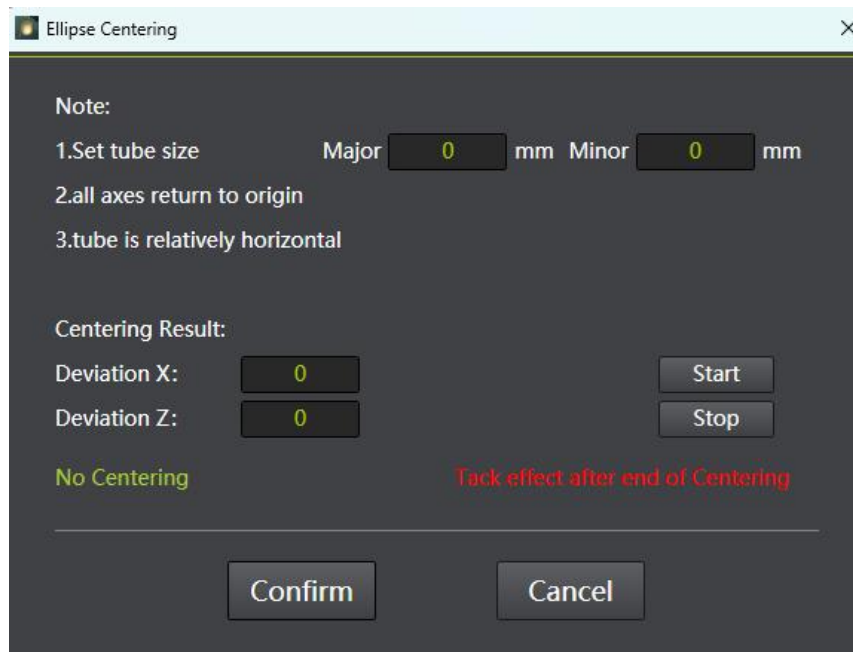 Ellipse Centering
Note:
1.Set tube size Major 0 mm Minor 0 mm
2.all axes return to origin
3.tube is relatively horizontal
Centering Result:
Deviation X: 0 Start
Deviation Z: 0 Stop
No Centering Tack effect after end of Centering
Confirm Cancel